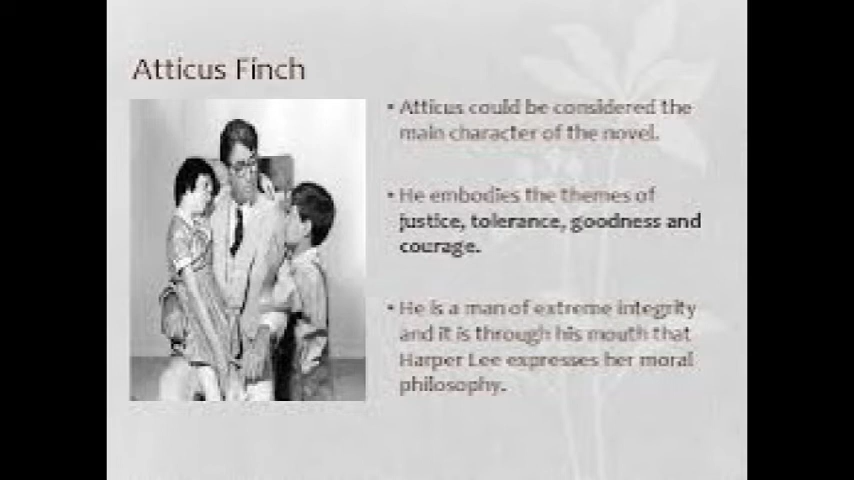 Atticus Finch
• Atticus could be considered the
main character of the novel.
• He embodies the themes of
justice, tolerance, goodness and
courage.
• He is a man of extreme integrity
and it is through his mouth that
Harper Lee expresses her moral
philosophy.